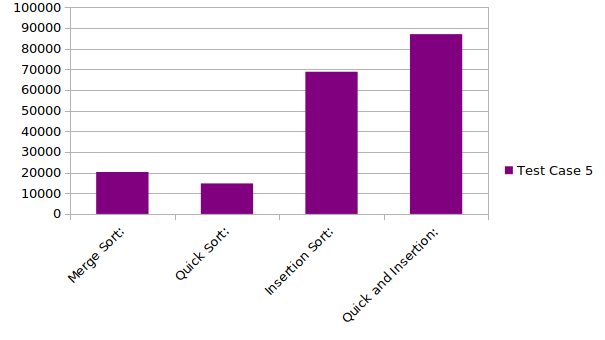 100000
90000
80000
70000
60000
50000
40000
30000
20000
10000
0
Merge Sort:
Quick Sort:
Insertion Sort:
Quick and Insertion:
Test Case 5